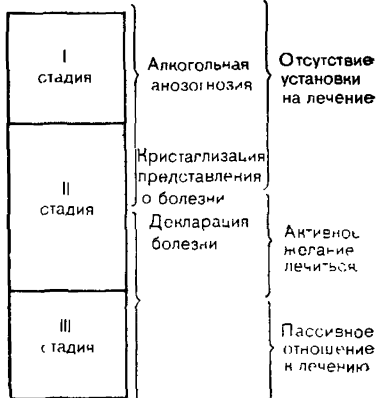 I
стадия
Алкогольная
анозогнозия
Отсутствие
установки
на лечение
II
стадия
Кристаллизация
представления
о болезни
Декларация
болезни
Активное
желание
лечиться
III
стадия
Пассивное
отношение
к лечению